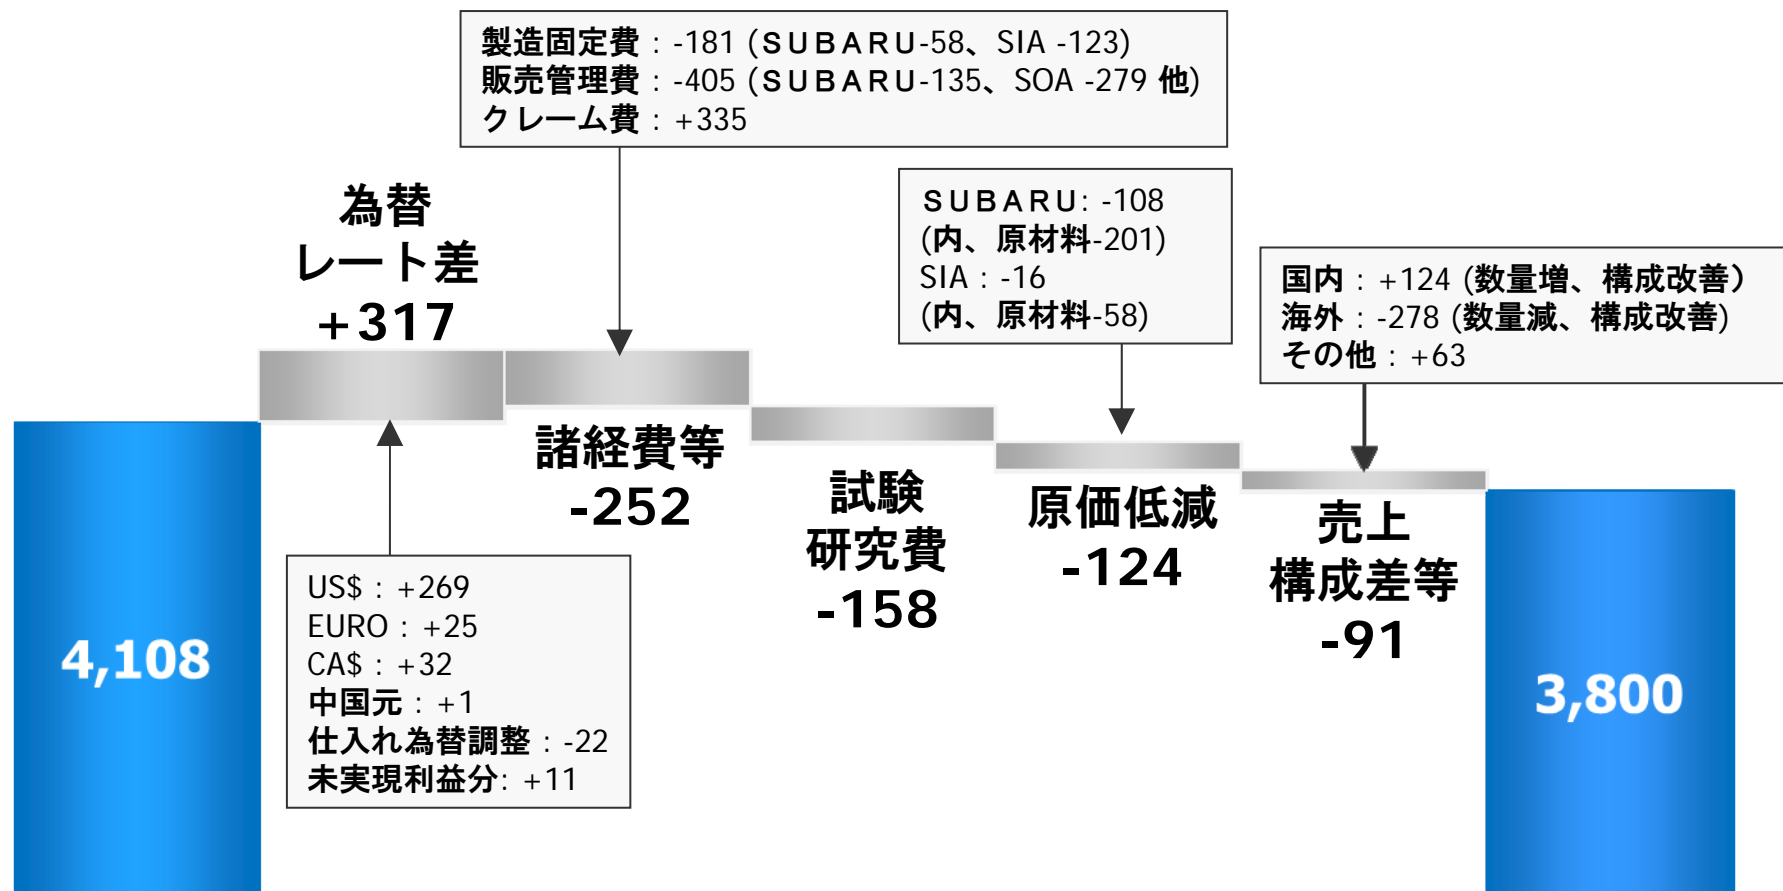 製造固定費 : -181 (ＳＵＢＡＲＵ-58、SIA -123)
販売管理費 : -405 (ＳＵＢＡＲＵ-135、SOA -279 他)
クレーム費 : +335
為替
レート差
+317
ＳＵＢＡＲＵ: -108
(内、原材料-201)
SIA : -16
(内、原材料-58)
国内 : +124 (数量増、構成改善）
海外 : -278 (数量減、構成改善)
その他 : +63
諸経費等
-252
試験
研究費
-158
原価低減
-124
売上
構成差等
-91
US$ : +269
EURO : +25
CA$ : +32
中国元 : +1
仕入れ為替調整 : -22
未実現利益分: +11
4,108
3,800